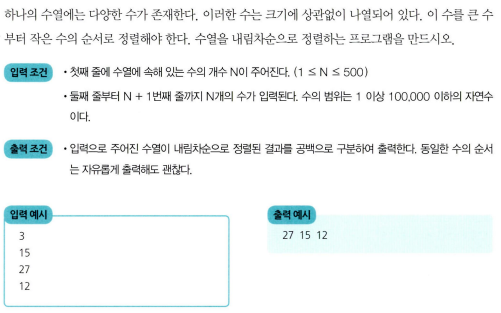 하나의 수열에는 다양한 수가 존재한다. 이러한 수는 크기에 상관없이 나열되어 있다. 이 수를 큰 수
부터 작은 수의 순서로 정렬해야 한다. 수열을 내림차순으로 정렬하는 프로그램을 만드시오.
입력 조건 • 첫째 줄에 수열에 속해 있는 수의 개수 N이 주어진다. (1 ≤ N ≤ 500)
• 둘째 줄부터 N + 1번째 줄까지 N개의 수가 입력된다. 수의 범위는 1 이상 100,000 이하의 자연수
이다.
출력 조건 • 입력으로 주어진 수열이 내림차순으로 정렬된 결과를 공백으로 구분하여 출력한다. 동일한 수의 순서
는 자유롭게 출력해도 괜찮다.
입력 예시
3
15
27
12
출력 예시
27 15 12